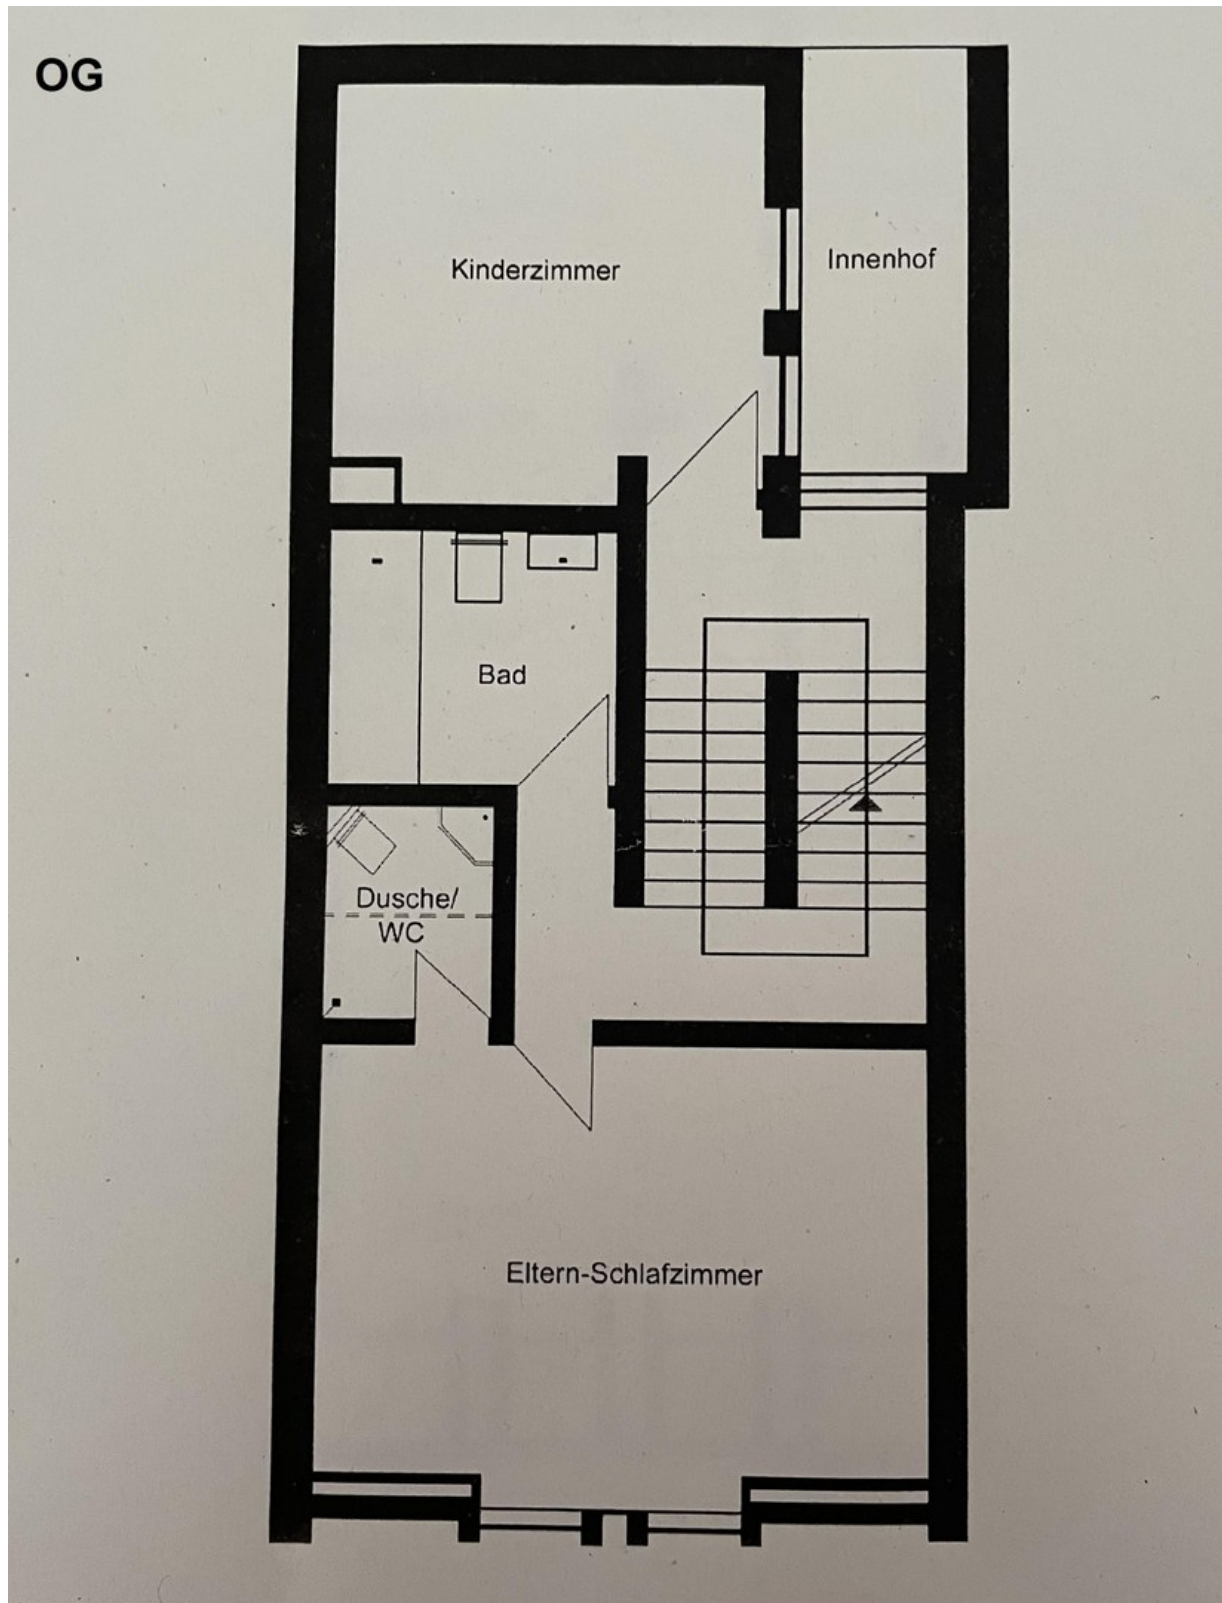 OG
Kinderzimmer
Innenhof
Bad
Dusche/
WC
Eltern-Schlafzimmer